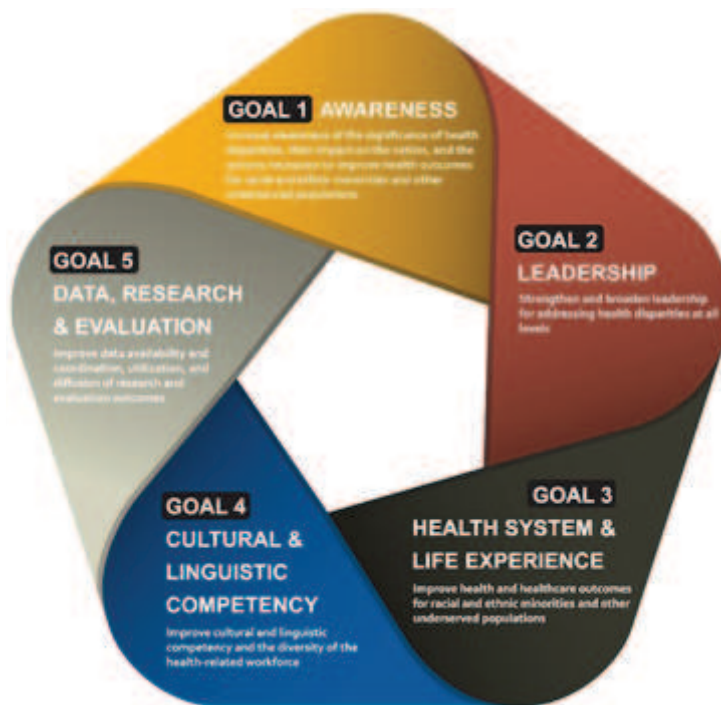 GOAL 1 AWARENESS
Increase awareness of the significance of health
disparities, their impact on the nation, and the
actions necessary to improve health outcomes
for racial and ethnic minorities and other
underserved populations
GOAL 2
LEADERSHIP
Strengthen and broaden leadership
for addressing health disparities at all
levels
GOAL 3
HEALTH SYSTEM &
LIFE EXPERIENCE
Improve health and healthcare outcomes
for racial and ethnic minorities and other
underserved populations
GOAL 4
CULTURAL &
LINGUISTIC
COMPETENCY
Improve cultural and linguistic
competency and the diversity of the
health-related workforce
GOAL 5
DATA, RESEARCH
& EVALUATION
Improve data availability and
coordination, utilization, and
diffusion of research and
evaluation outcomes